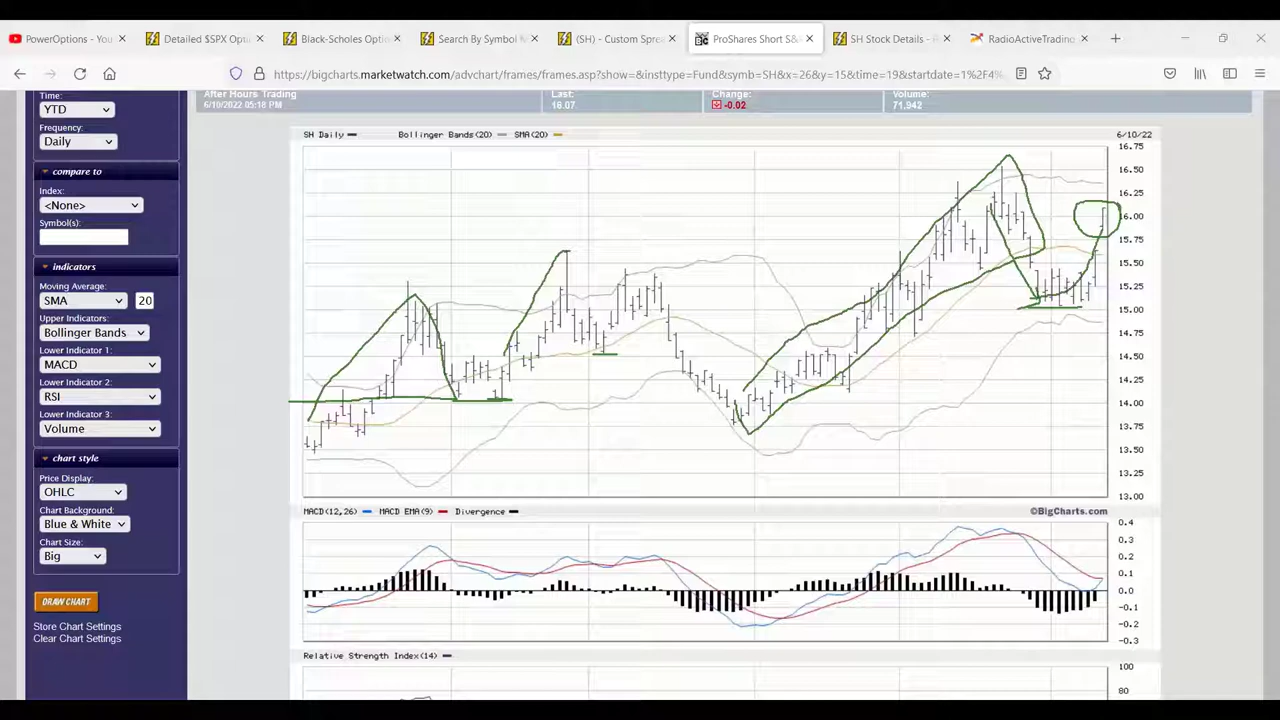 PowerOptions - Y
Detailed $SPX Opti
Black-Scholes Optio
Search By Symbol M
(SH) - Custom Sprea
ProShares Short S&
SH Stock Details - R
RadioActiveTrading
https://bigcharts.marketwatch.com/advchart/frames/frames.asp?show=&insttype=Fund&symb=SH&x=26&y=15&time=19&startdate=1%2F4%
Time:
YTD
Frequency:
Daily
compare to
Index:
<None>
Symbol(s):
indicators
Moving Average:
SMA 20
Upper Indicators:
Bollinger Bands
Lower Indicator 1:
MACD
Lower Indicator 2:
RSI
Lower Indicator 3:
Volume
chart style
Price Display:
OHLC
Chart Background:
Blue & White
Chart Size:
Big
DRAW CHART
Store Chart Settings
Clear Chart Settings
After Hours Trading Last: Change: Volume:
6/10/2022 05:18 PM 16.07 -0.02 71,942
SH Daily Bollinger Bands(20) SMA(20) 6/10/22
16.75
16.50
16.25
16.00
15.75
15.50
15.25
15.00
14.75
14.50
14.25
14.00
13.75
13.50
13.25
13.00
MACD(12,26) MACD EMA(9) Divergence ©BigCharts.com
0.4
0.3
0.2
0.1
0.0
-0.1
-0.2
-0.3
Relative Strength Index(14)
100
80